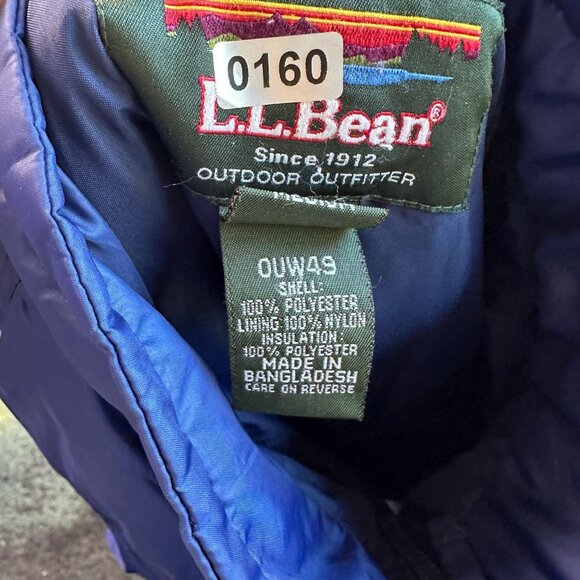 0160
L.L.Bean®
Since 1912
OUTDOOR OUTFITTER
OUW49
SHELL:
100% POLYESTER
LINING 100% NYLON
INSULATION:
100% POLYESTER
MADE IN
BANGLADESH
CARE ON REVERSE